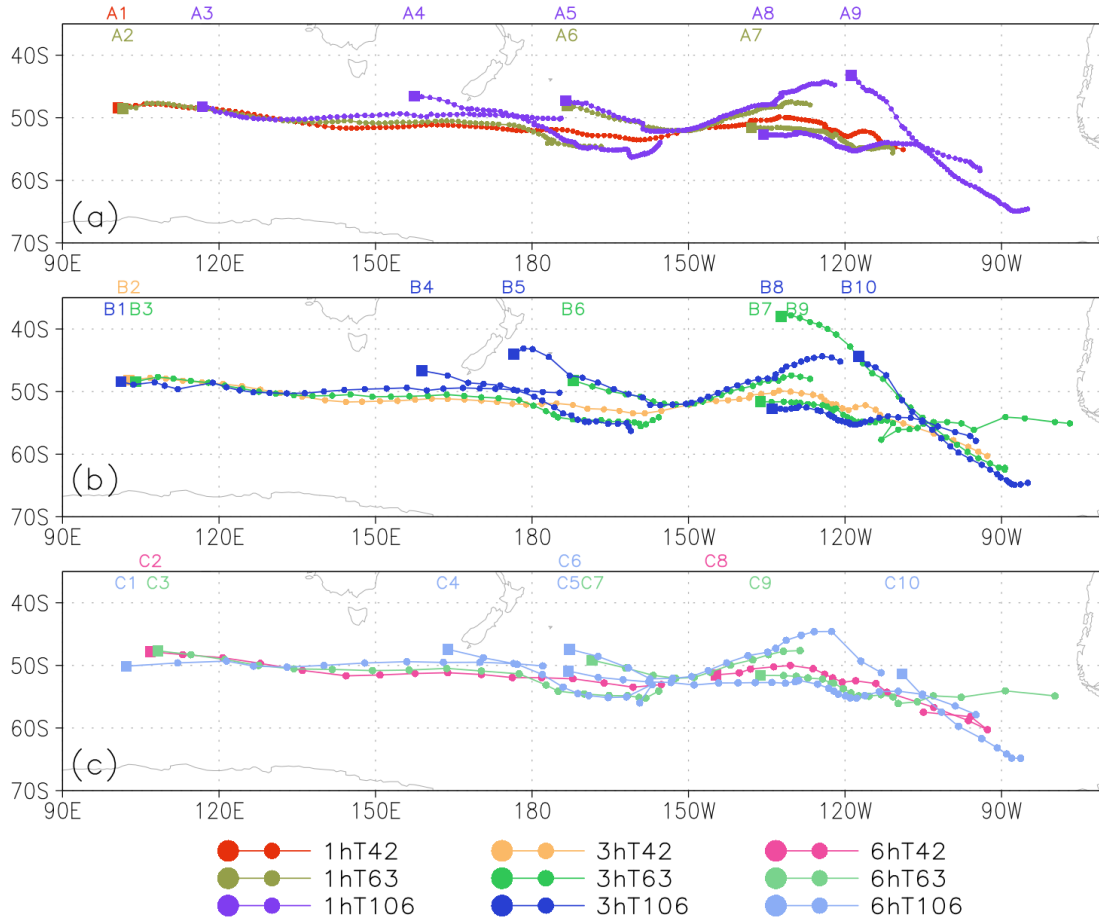 A1 A3 A4 A5 A8 A9
A2 A6 A7
40S
50S
60S
70S
(a)
90E 120E 150E 180 150W 120W 90W
B2 B4 B5 B8 B10
B1 B3 B6 B7 B9
40S
50S
60S
70S
(b)
90E 120E 150E 180 150W 120W 90W
C2 C6 C8
C1 C3 C4 C5 C7 C9 C10
40S
50S
60S
70S
(c)
90E 120E 150E 180 150W 120W 90W
1hT42 3hT42 6hT42
1hT63 3hT63 6hT63
1hT106 3hT106 6hT106